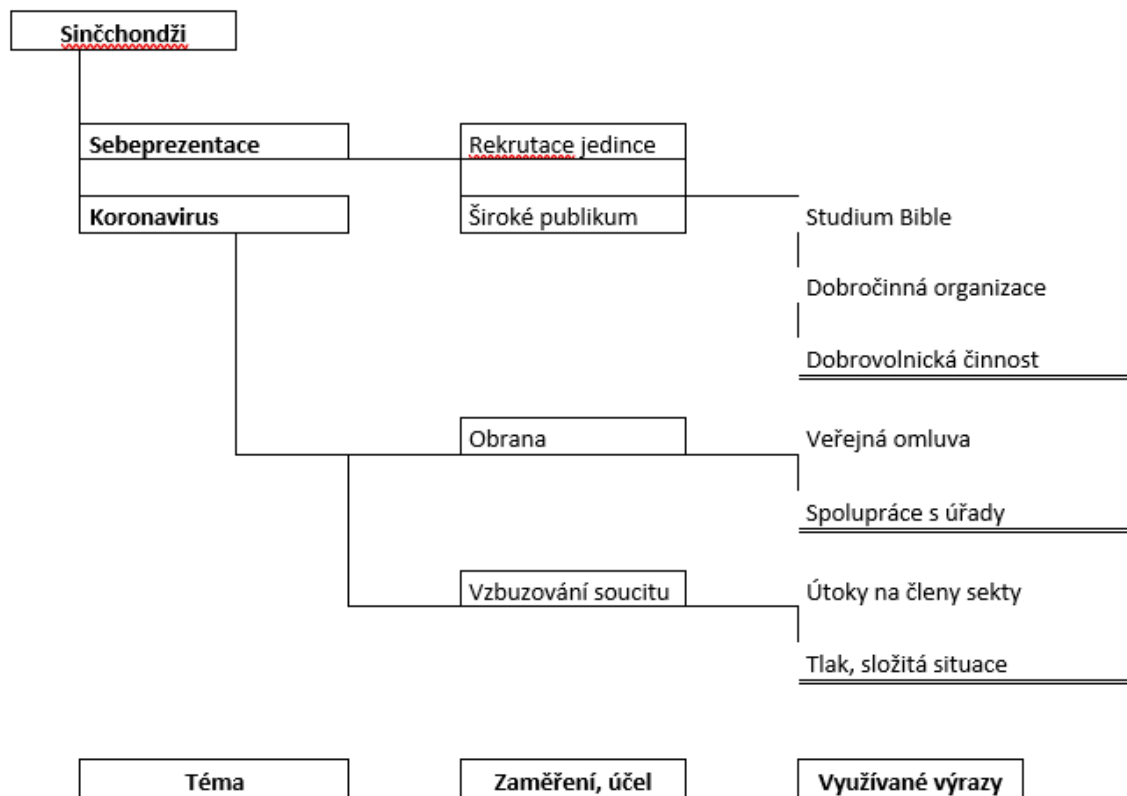 Sinčchondži
Sebeprezentace
Rekrutace jedince
Koronavirus
Široké publikum
Studium Bible
Dobročinná organizace
Dobrovolnická činnost
Obrana
Veřejná omluva
Spolupráce s úřady
Vzbuzování soucitu
Útoky na členy sekty
Tlak, složitá situace
Téma
Zaměření, účel
Využívané výrazy